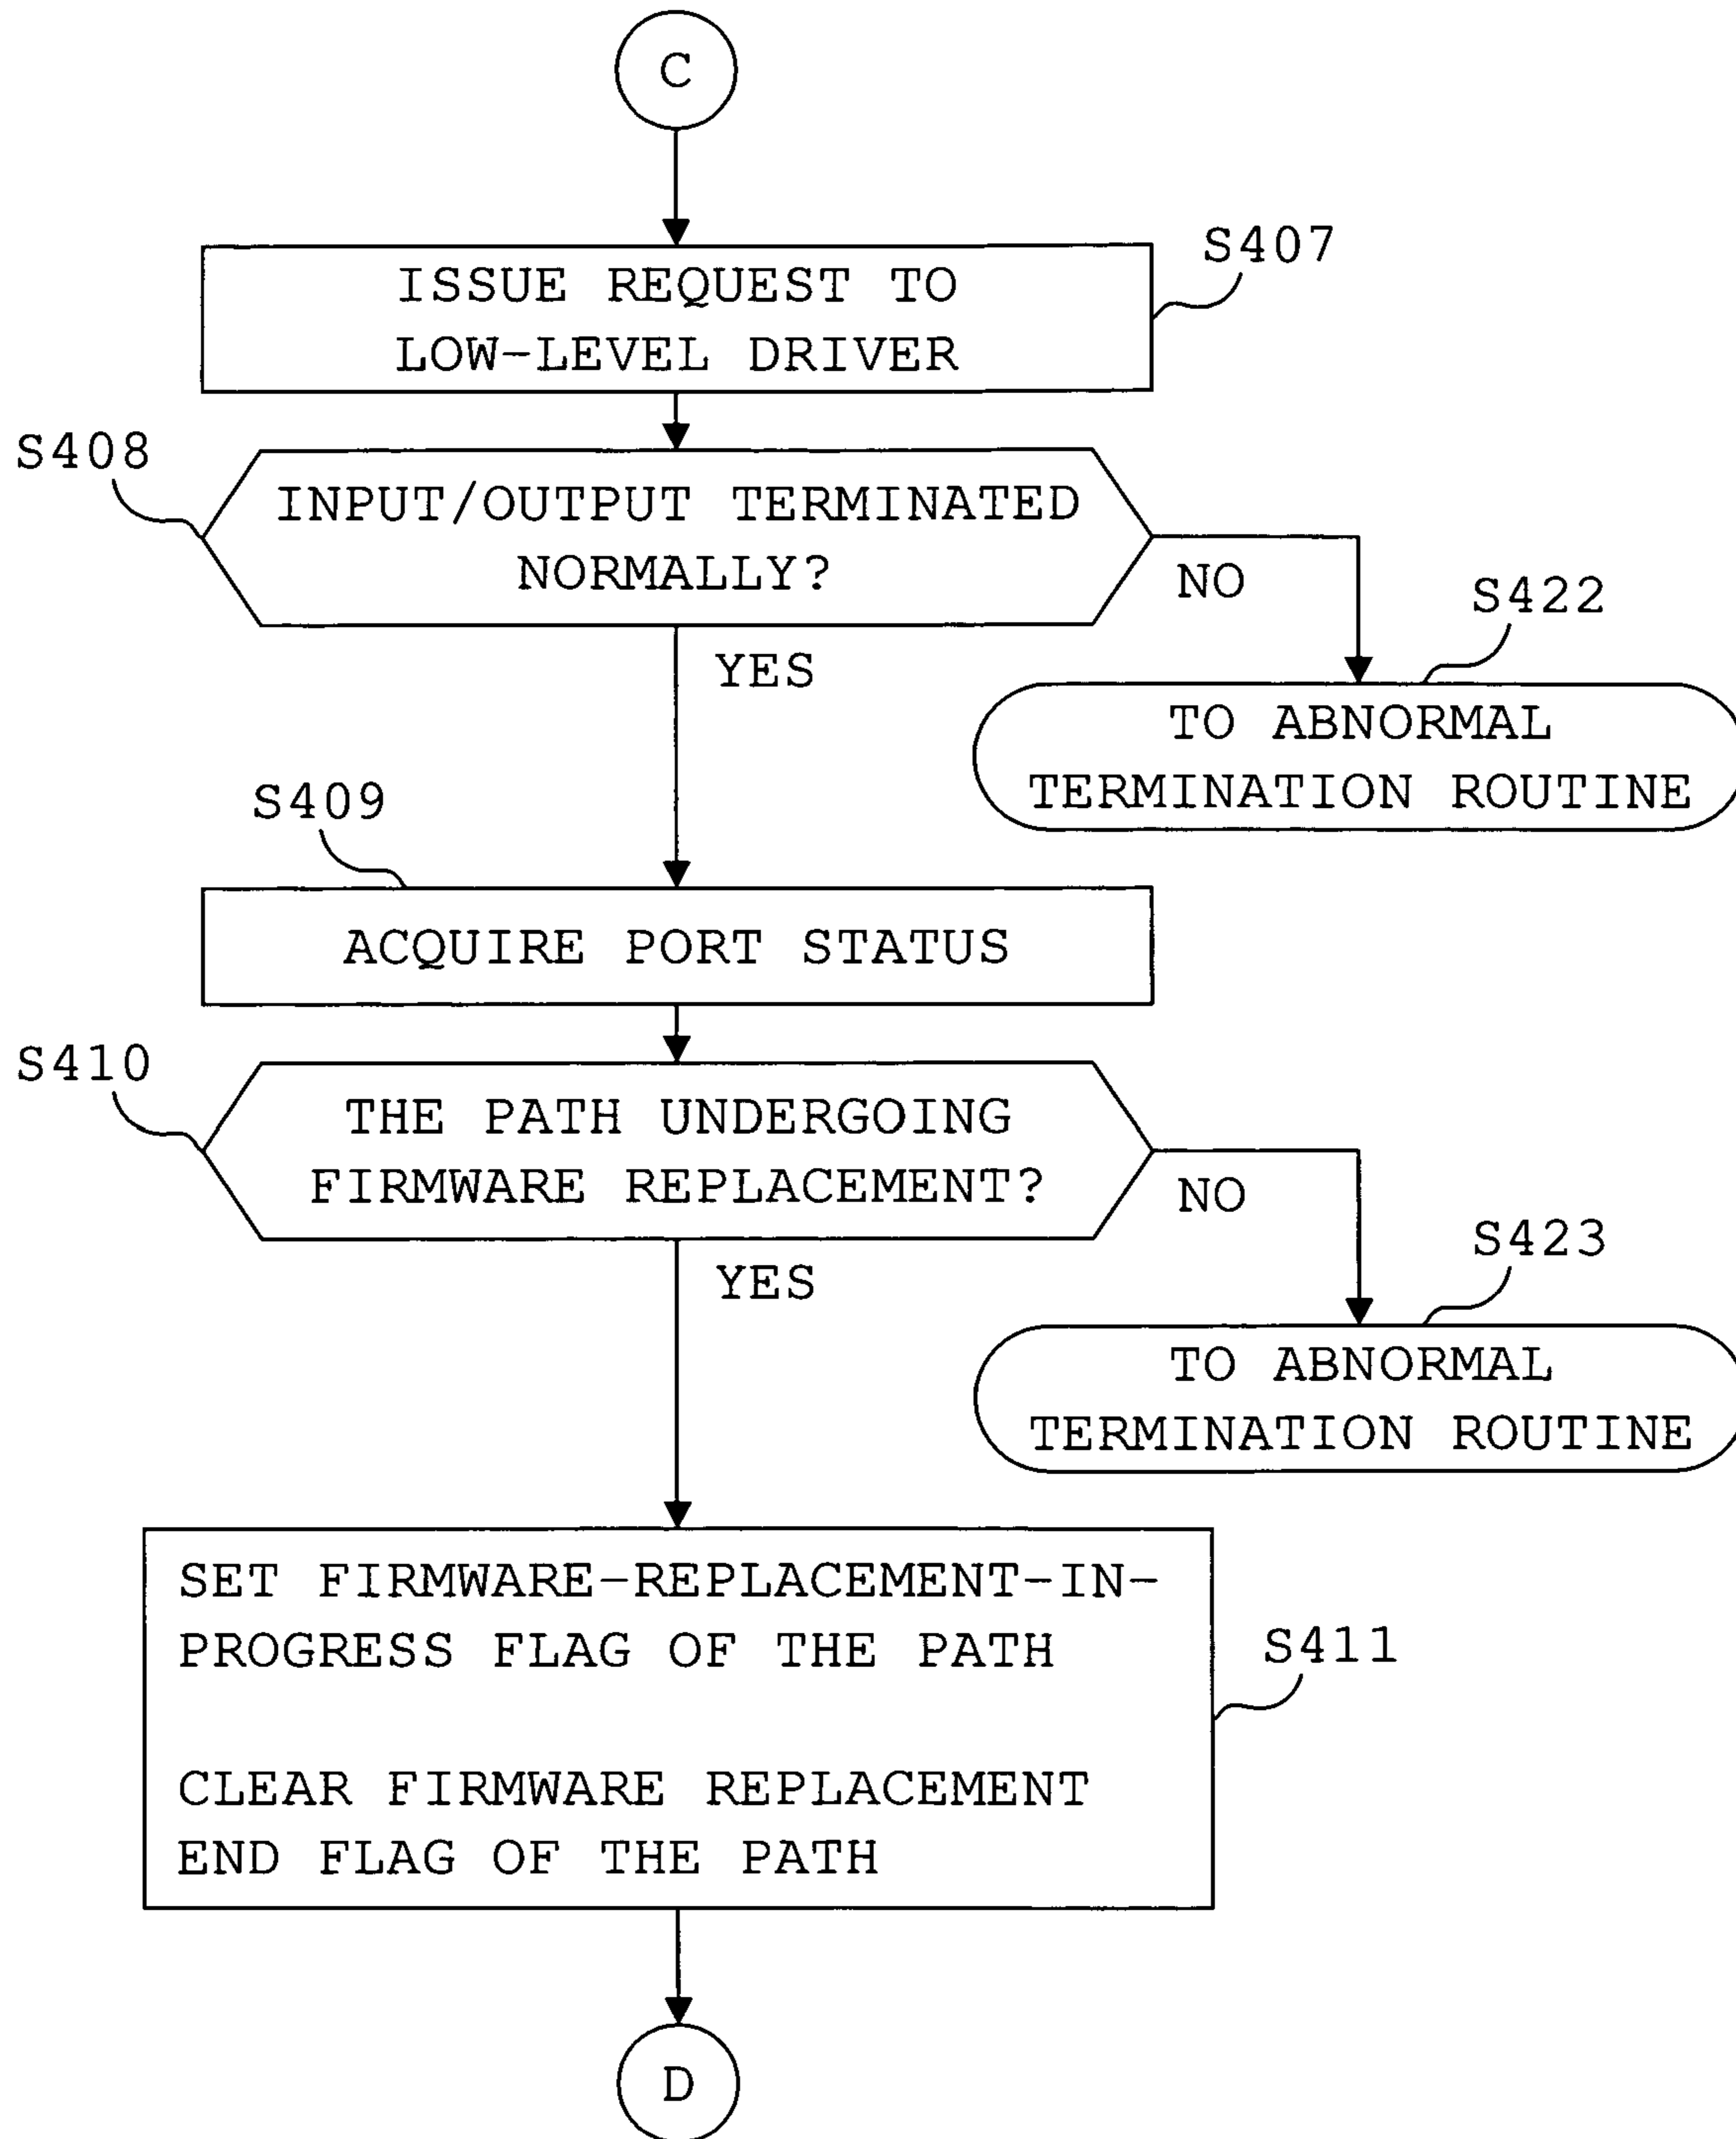 C
S407
ISSUE REQUEST TO
LOW-LEVEL DRIVER
S408
INPUT/OUTPUT TERMINATED
NORMALLY?
NO
S422
YES
TO ABNORMAL
TERMINATION ROUTINE
S409
ACQUIRE PORT STATUS
S410
THE PATH UNDERGOING
FIRMWARE REPLACEMENT?
NO
S423
YES
TO ABNORMAL
TERMINATION ROUTINE
SET FIRMWARE-REPLACEMENT-IN-
PROGRESS FLAG OF THE PATH
S411
CLEAR FIRMWARE REPLACEMENT
END FLAG OF THE PATH
D